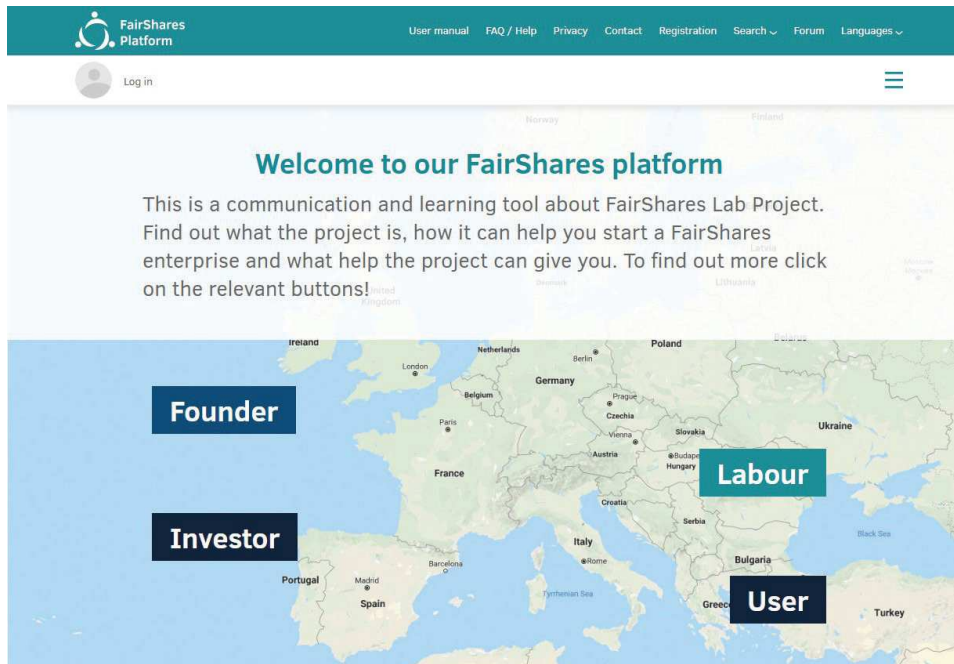 FairShares
Platform
User manual FAQ / Help Privacy Contact Registration Search Forum Languages
Log in
Norway
Finland
Welcome to our FairShares platform
This is a communication and learning tool about FairShares Lab Project.
Find out what the project is, how it can help you start a FairShares
Latvia
enterprise and what help the project can give you. To find out more click
Denmark
Lithuania
on the relevant buttons!
United
Kingdom
Ireland
Netherlands
Poland
Belarus
Berlin
London
Germany
Belgium
Prague
Founder
Czechia
Paris
Ukraine
Vienna
Slovakia
Austria
Budape
Hungary
Labour
France
Croatia
Serbia
Investor
Italy
Black Sea
Barcelona
Rome
Bulgaria
Portugal
Madrid
Spain
Tyrrhenian Sea
Greec
User
Turkey